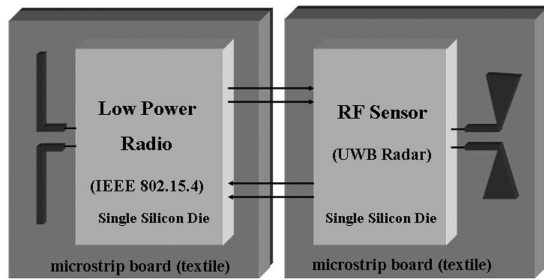 Low Power
Radio
(IEEE 802.15.4)
Single Silicon Die
microstrip board (textile)
RF Sensor
(UWB Radar)
Single Silicon Die
microstrip board (textile)